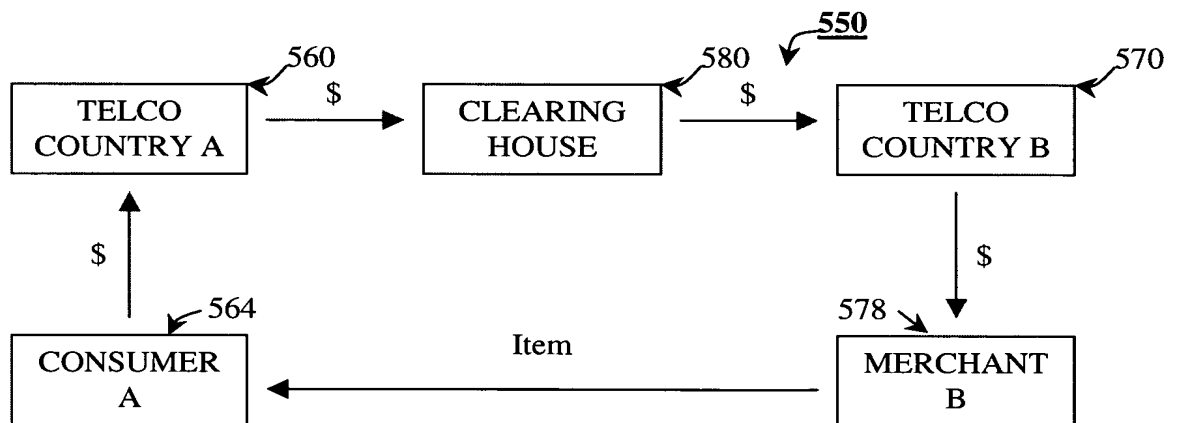 550
560
580
570
TELCO
COUNTRY A
$
CLEARING
HOUSE
$
TELCO
COUNTRY B
$
$
564
578
CONSUMER
A
Item
MERCHANT
B